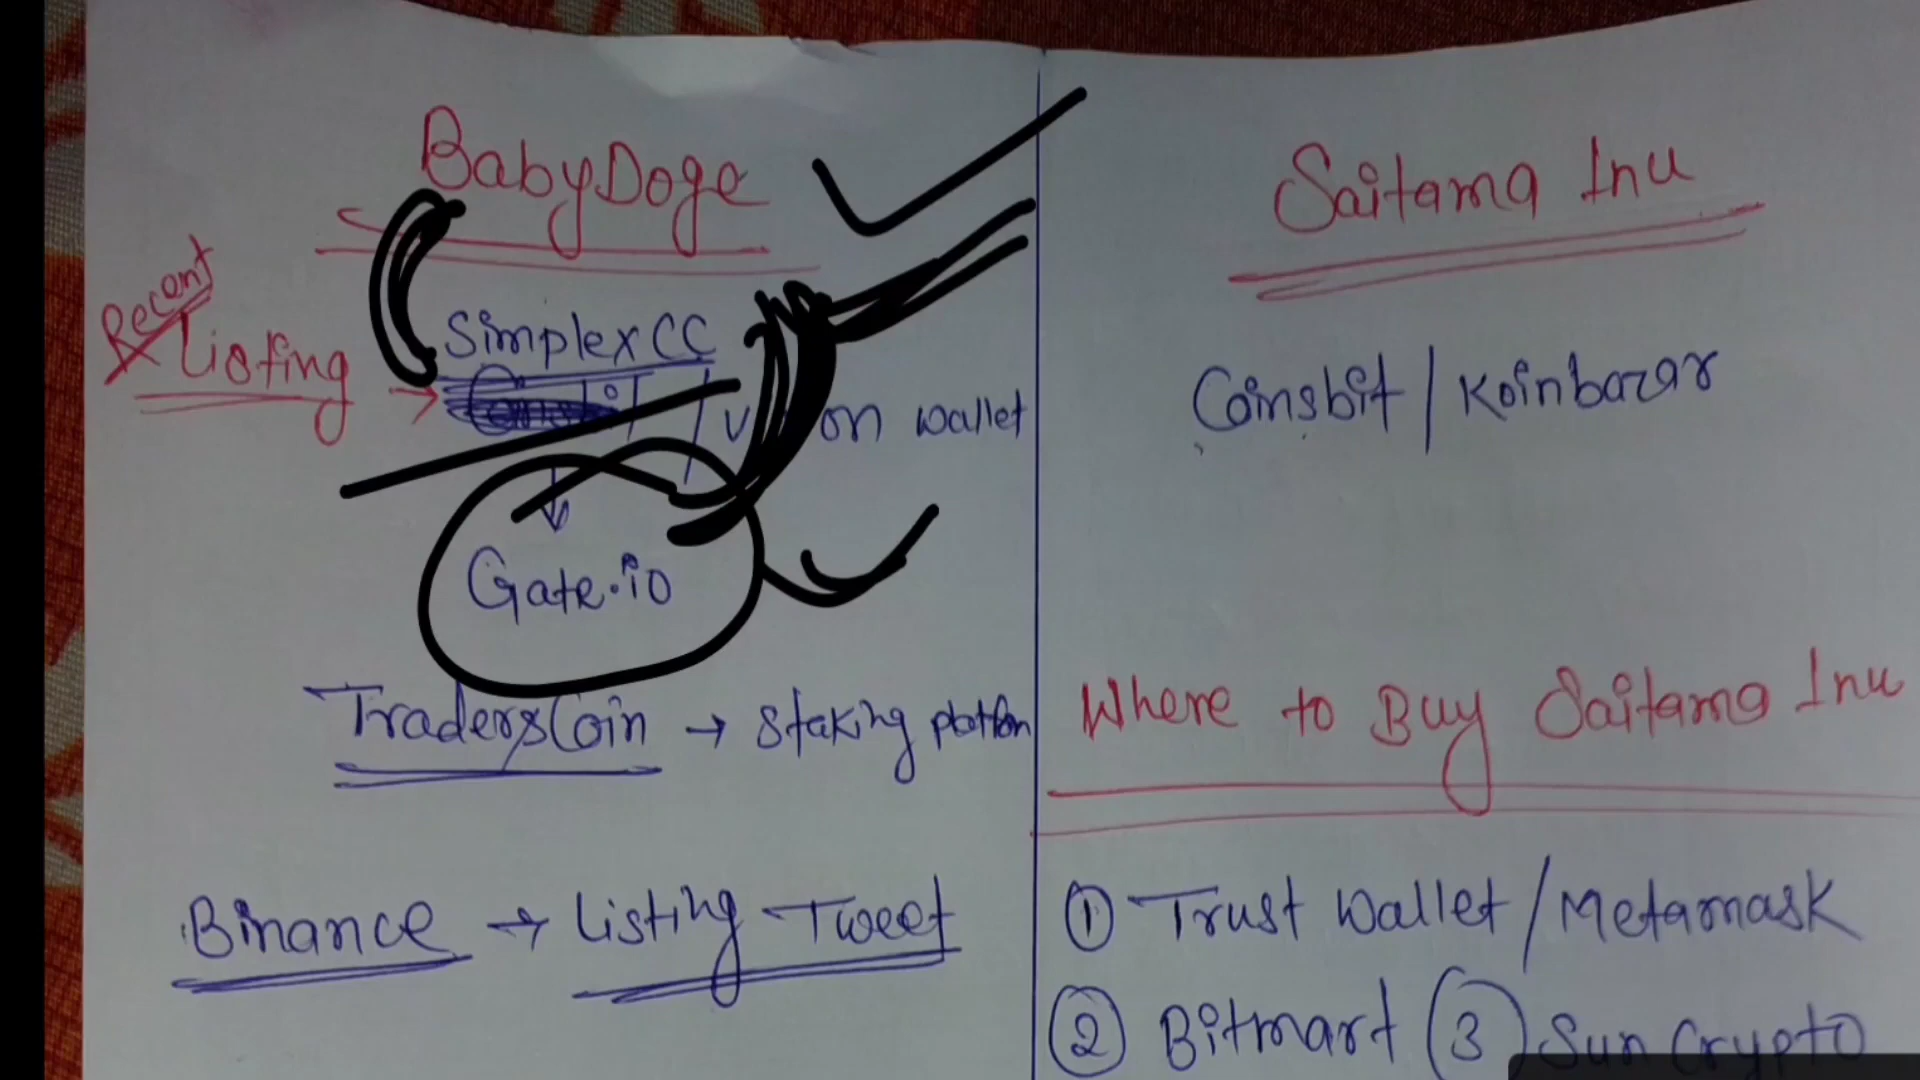 BabyDoge
Recent
Listing → SimplexCC
on wallet
Gate.io
TradersCoin → Staking
Binance → Listing Tweet
Saitama Inu
Coinsbit / Koinbazar
Where to Buy Saitama Inu
① Trust Wallet / Metamask
② Bitmart ③ Sun Crypto